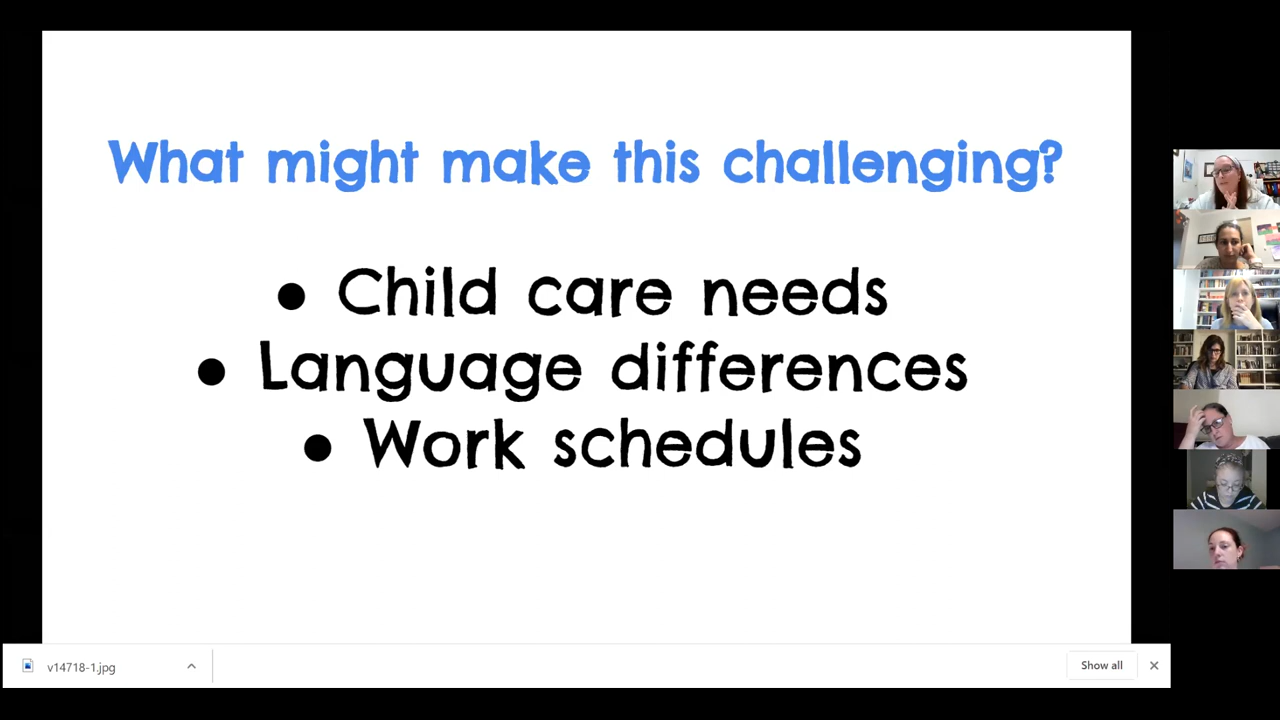 What might make this challenging?
● Child care needs
● Language differences
● Work schedules
v14718-1.jpg
Show all